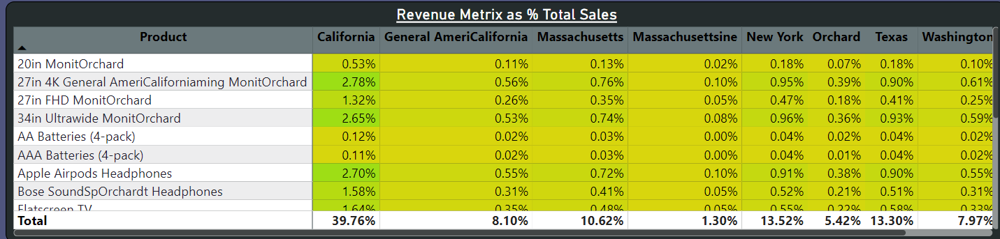 Revenue Metrix as % Total Sales
Product California General AmeriCalifornia Massachusetts Massachusettsine New York Orchard Texas Washington
20in MonitOrchard 0.53% 0.11% 0.13% 0.02% 0.18% 0.07% 0.18% 0.10%
27in 4K General AmeriCaliforniaming MonitOrchard 2.78% 0.56% 0.76% 0.10% 0.95% 0.39% 0.90% 0.61%
27in FHD MonitOrchard 1.32% 0.26% 0.35% 0.05% 0.47% 0.18% 0.41% 0.25%
34in Ultrawide MonitOrchard 2.65% 0.53% 0.74% 0.08% 0.96% 0.36% 0.93% 0.59%
AA Batteries (4-pack) 0.12% 0.02% 0.03% 0.00% 0.04% 0.02% 0.04% 0.02%
AAA Batteries (4-pack) 0.11% 0.02% 0.03% 0.00% 0.04% 0.01% 0.04% 0.02%
Apple Airpods Headphones 2.70% 0.55% 0.72% 0.10% 0.91% 0.38% 0.90% 0.55%
Bose SoundSpOrchardt Headphones 1.58% 0.31% 0.41% 0.05% 0.52% 0.21% 0.51% 0.31%
Flatscreen TV 1.64% 0.35% 0.48% 0.05% 0.55% 0.22% 0.58% 0.33%
Total 39.76% 8.10% 10.62% 1.30% 13.52% 5.42% 13.30% 7.97%